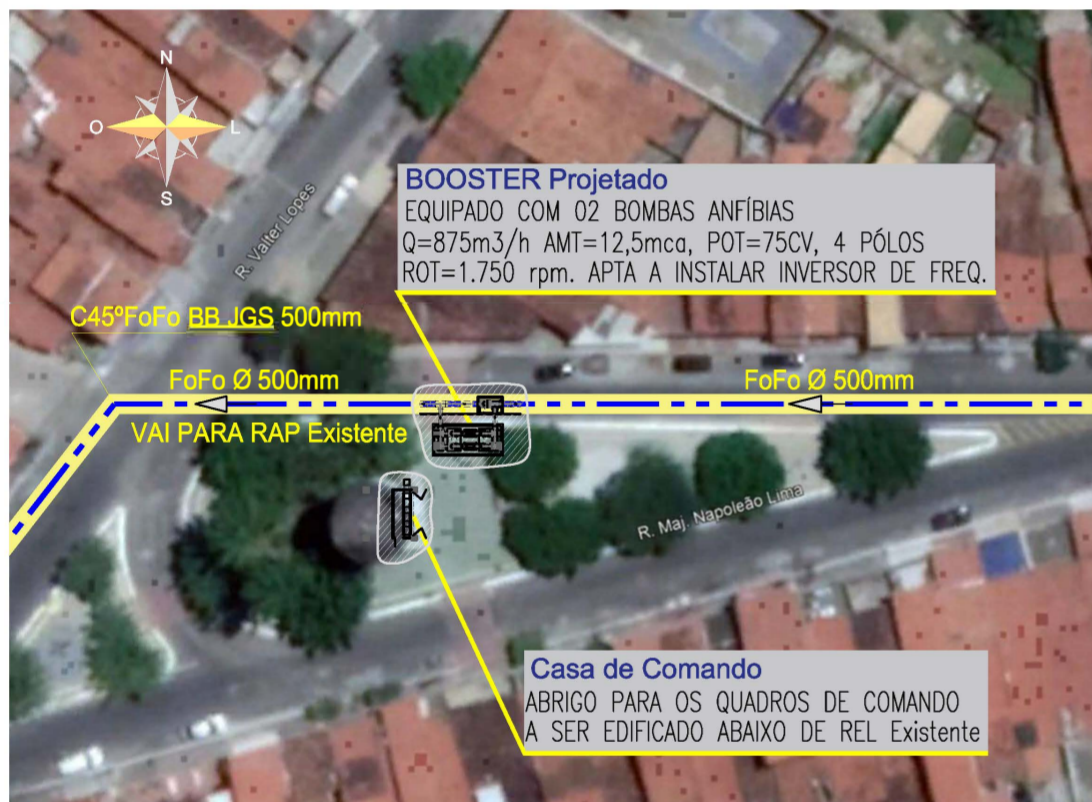 N
O
L
S
R. Valter Lopes
BOOSTER Projetado
EQUIPADO COM 02 BOMBAS ANFÍBIAS
Q=875m3/h AMT=12,5mca, POT=75CV, 4 PÓLOS
ROT=1.750 rpm. APTA A INSTALAR INVERSOR DE FREQ.
C45ºFoFo BB JGS 500mm
FoFo Ø 500mm
FoFo Ø 500mm
VAI PARA RAP Existente
R. Maj. Napoleão Lima
Casa de Comando
ABRIGO PARA OS QUADROS DE COMANDO
A SER EDIFICADO ABAIXO DE REL Existente